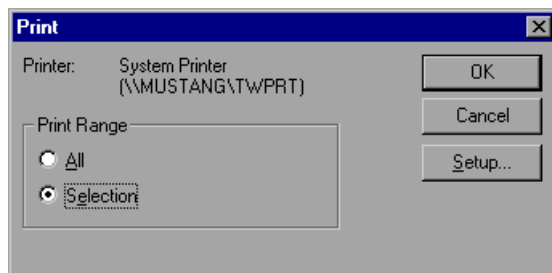 Print
Printer: System Printer
(\\MUSTANG\TWPRT)
OK
Cancel
Setup...
Print Range
All
Selection